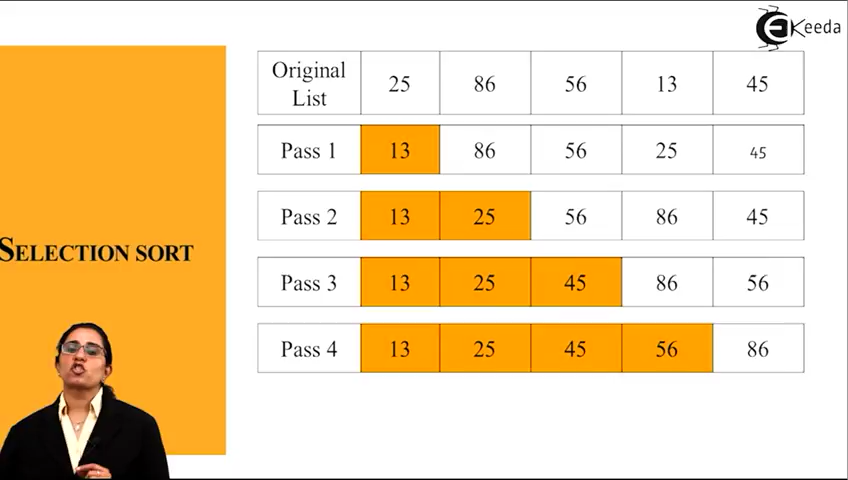 Keeda
Original List 25 86 56 13 45
Pass 1 13 86 56 25 45
Pass 2 13 25 56 86 45
SELECTION SORT
Pass 3 13 25 45 86 56
Pass 4 13 25 45 56 86